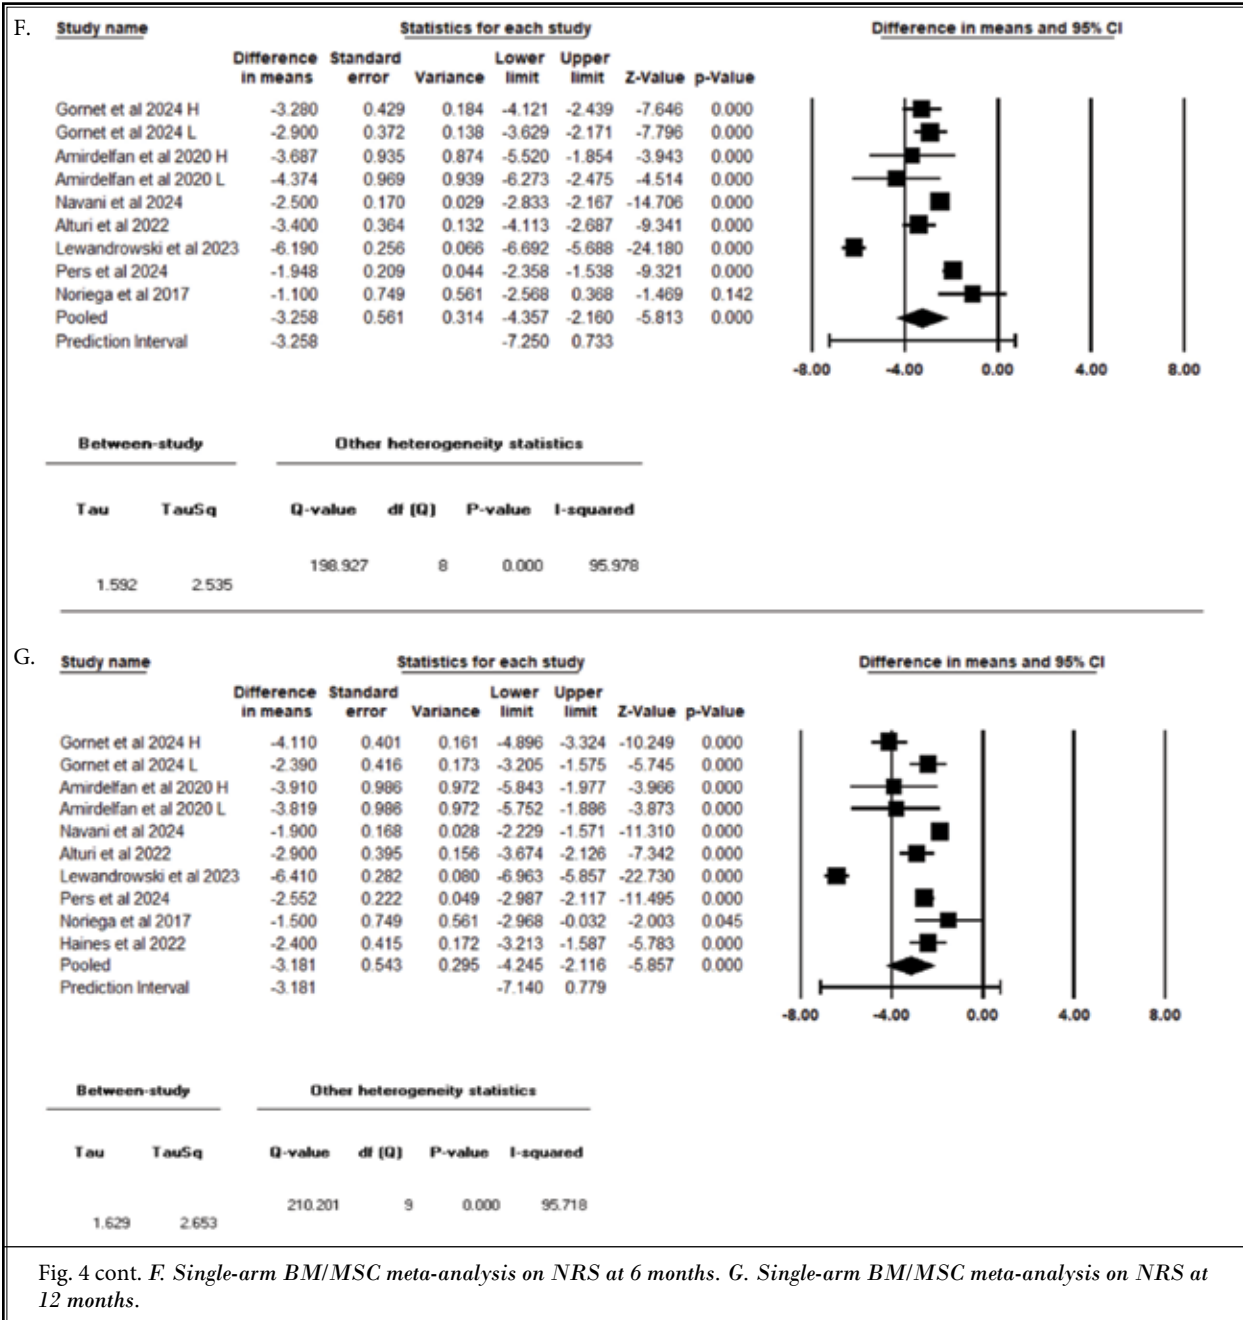 F.
Study name Statistics for each study Difference in means and 95% CI
Difference Standard Lower Upper
in means error Variance limit limit Z-Value p-Value
Gornet et al 2024 H -3.280 0.429 0.184 -4.121 -2.439 -7.646 0.000
Gornet et al 2024 L -2.900 0.372 0.138 -3.629 -2.171 -7.796 0.000
Amirdelfan et al 2020 H -3.687 0.935 0.874 -5.520 -1.854 -3.943 0.000
Amirdelfan et al 2020 L -4.374 0.969 0.939 -6.273 -2.475 -4.514 0.000
Navani et al 2024 -2.500 0.170 0.029 -2.833 -2.167 -14.706 0.000
Alturi et al 2022 -3.400 0.364 0.132 -4.113 -2.687 -9.341 0.000
Lewandrowski et al 2023 -6.190 0.256 0.066 -6.692 -5.688 -24.180 0.000
Pers et al 2024 -1.948 0.209 0.044 -2.358 -1.538 -9.321 0.000
Noriega et al 2017 -1.100 0.749 0.561 -2.568 0.368 -1.469 0.142
Pooled -3.258 0.561 0.314 -4.357 -2.160 -5.813 0.000
Prediction Interval -3.258 -7.250 0.733
-8.00 -4.00 0.00 4.00 8.00
Between-study Other heterogeneity statistics
Tau TauSq Q-value df (Q) P-value I-squared
198.927 8 0.000 95.978
1.592 2.535
G.
Study name Statistics for each study Difference in means and 95% CI
Difference Standard Lower Upper
in means error Variance limit limit Z-Value p-Value
Gornet et al 2024 H -4.110 0.401 0.161 -4.896 -3.324 -10.249 0.000
Gornet et al 2024 L -2.390 0.416 0.173 -3.205 -1.575 -5.745 0.000
Amirdelfan et al 2020 H -3.910 0.986 0.972 -5.843 -1.977 -3.966 0.000
Amirdelfan et al 2020 L -3.819 0.986 0.972 -5.752 -1.886 -3.873 0.000
Navani et al 2024 -1.900 0.168 0.028 -2.229 -1.571 -11.310 0.000
Alturi et al 2022 -2.900 0.395 0.156 -3.674 -2.126 -7.342 0.000
Lewandrowski et al 2023 -6.410 0.282 0.080 -6.963 -5.857 -22.730 0.000
Pers et al 2024 -2.552 0.222 0.049 -2.987 -2.117 -11.495 0.000
Noriega et al 2017 -1.500 0.749 0.561 -2.968 -0.032 -2.003 0.045
Haines et al 2022 -2.400 0.415 0.172 -3.213 -1.587 -5.783 0.000
Pooled -3.181 0.543 0.295 -4.245 -2.116 -5.857 0.000
Prediction Interval -3.181 -7.140 0.779
-8.00 -4.00 0.00 4.00 8.00
Between-study Other heterogeneity statistics
Tau TauSq Q-value df (Q) P-value I-squared
210.201 9 0.000 95.718
1.629 2.653
Fig. 4 cont. F. Single-arm BM/MSC meta-analysis on NRS at 6 months. G. Single-arm BM/MSC meta-analysis on NRS at
12 months.